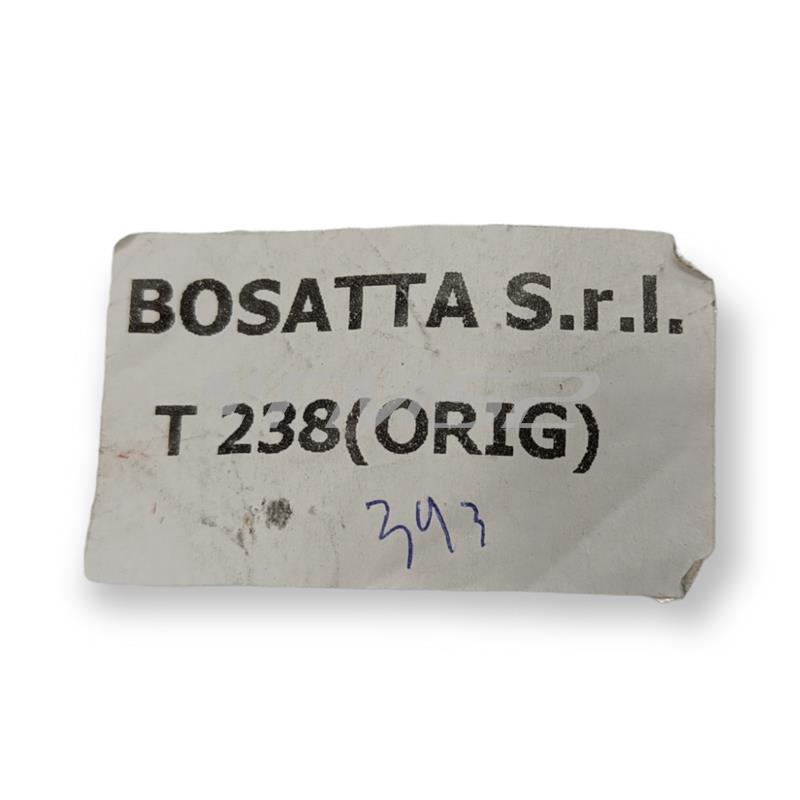 BOSATTA S.r.l.
T 238(ORIG)
393